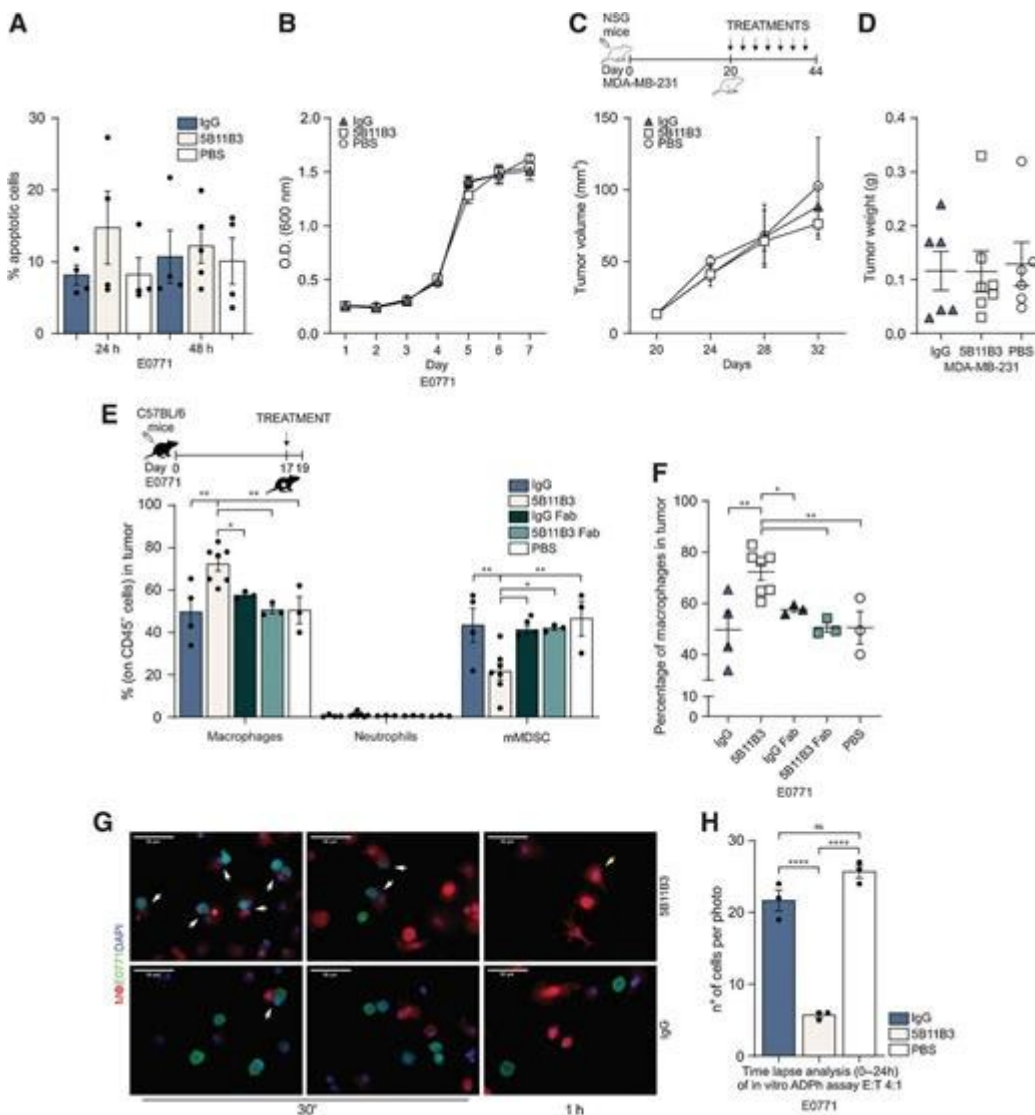 A
IgG
5B11B3
PBS
% apoptotic cells
30
20
10
0
24 h
48 h
E0771
B
IgG
5B11B3
PBS
O.D. (600 nm)
2.0
1.5
1.0
0.5
0.0
1 2 3 4 5 6 7
Day
E0771
C
NSG
mice
TREATMENTS
Day 0
20
44
MDA-MB-231
IgG
5B11B3
PBS
Tumor volume (mm³)
150
100
50
0
20 24 28 32
Days
D
Tumor weight (g)
0.4
0.3
0.2
0.1
0.0
IgG 5B11B3 PBS
MDA-MB-231
E
C57BL/6
mice
TREATMENT
Day 0
17 19
E0771
IgG
5B11B3
IgG Fab
5B11B3 Fab
PBS
% (on CD45⁺ cells) in tumor
100
80
60
40
20
0
** **
*
** **
*
Macrophages
Neutrophils
mMDSC
F
Percentage of macrophages in tumor
100
80
60
40
10
0
*
**
**
IgG
5B11B3
IgG Fab
5B11B3 Fab
PBS
E0771
G
MΦE0771DAPI
5B11B3
IgG
30'
1 h
H
n° of cells per photo
30
20
10
0
ns
**** ****
IgG
5B11B3
PBS
Time lapse analysis (0–24h)
of in vitro ADPh assay E:T 4:1
E0771